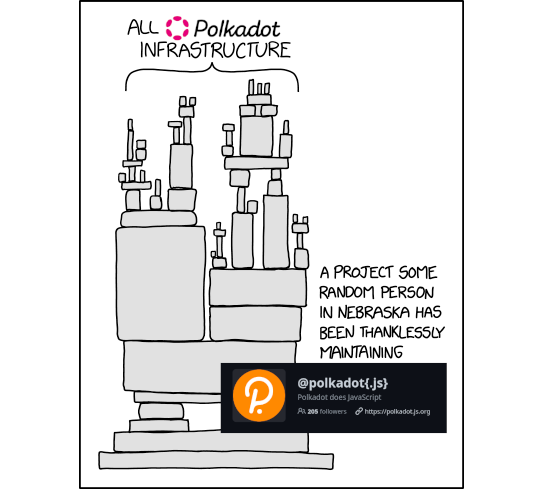 ALL Polkadot
INFRASTRUCTURE
A PROJECT SOME
RANDOM PERSON
IN NEBRASKA HAS
BEEN THANKLESSLY
MAINTAINING
@polkadot{.js}
Polkadot does JavaScript
205 followers https://polkadot.js.org